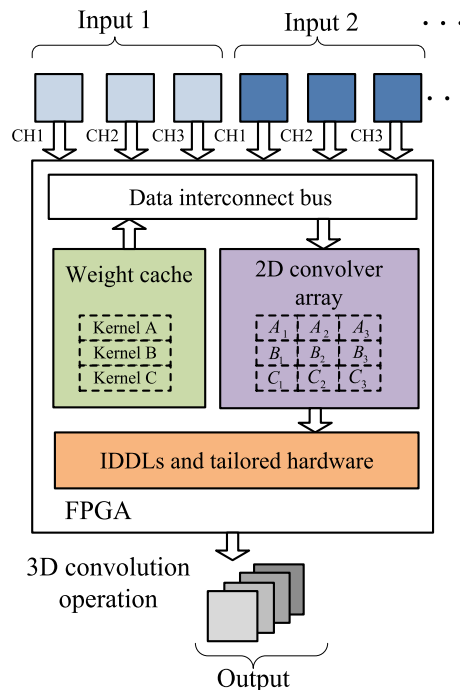 Input 1
Input 2
. . .
. .
CH1 CH2 CH3 CH1 CH2 CH3
Data interconnect bus
Weight cache
Kernel A
Kernel B
Kernel C
2D convolver
array
A1 A2 A3
B1 B2 B3
C1 C2 C3
IDDLs and tailored hardware
FPGA
3D convolution
operation
Output